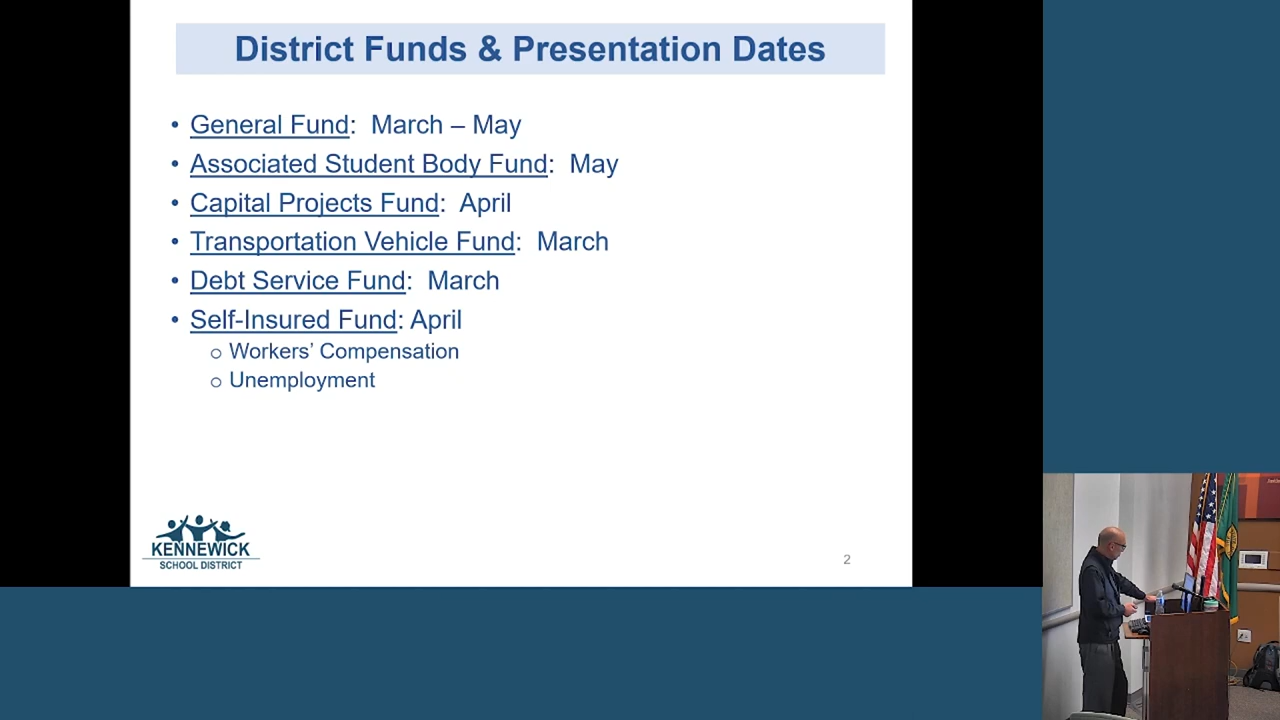 District Funds & Presentation Dates
• General Fund: March – May
• Associated Student Body Fund: May
• Capital Projects Fund: April
• Transportation Vehicle Fund: March
• Debt Service Fund: March
• Self-Insured Fund: April
o Workers' Compensation
o Unemployment
KENNEWICK
SCHOOL DISTRICT
2